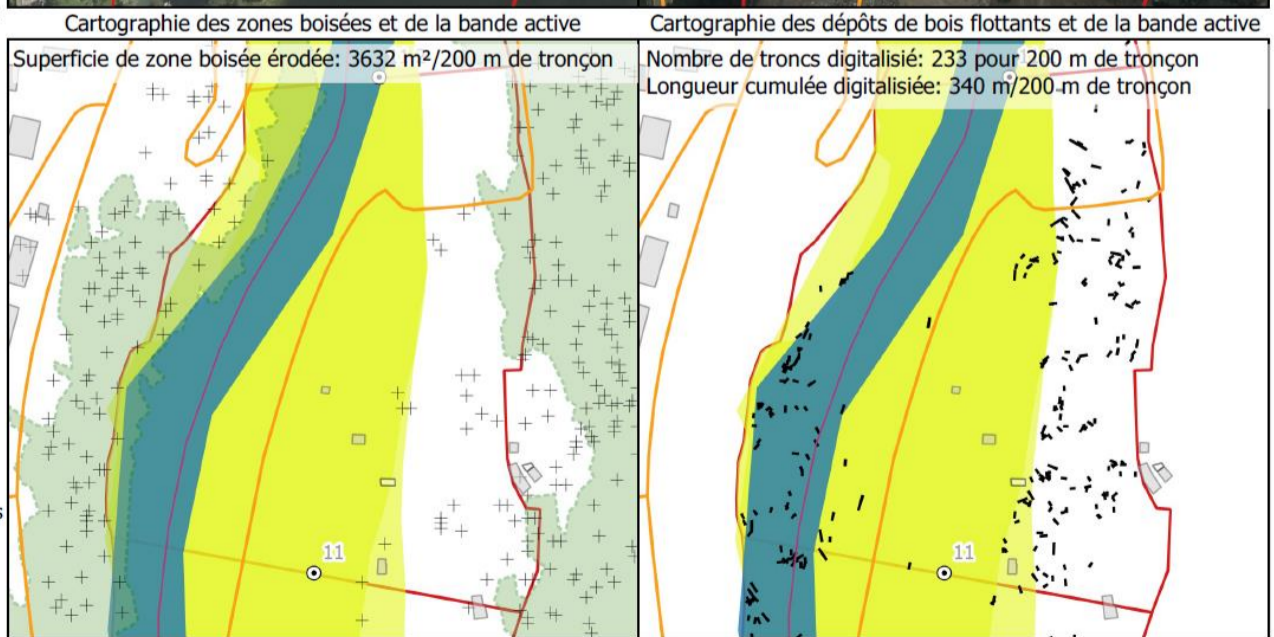 Cartographie des zones boisées et de la bande active
Cartographie des dépôts de bois flottants et de la bande active
Superficie de zone boisée érodée: 3632 m²/200 m de tronçon
Nombre de troncs digitalisié: 233 pour 200 m de tronçon
Longueur cumulée digitalisiée: 340 m/200 m de tronçon
11
11
s